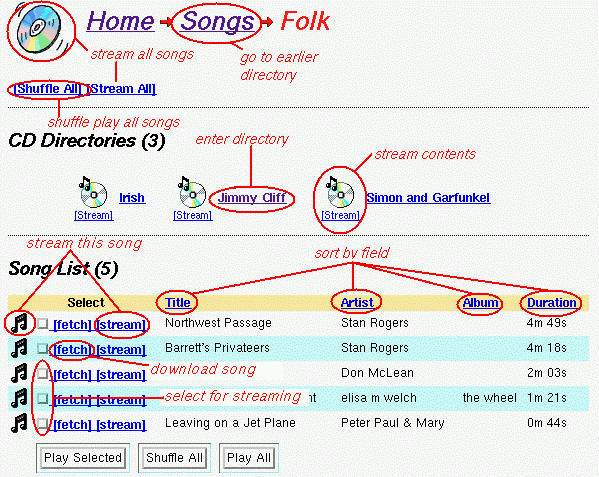 Home Songs Folk
stream all songs
go to earlier
directory
[Shuffle All] [Stream All]
shuffle play all songs
CD Directories (3)
enter directory
stream contents
Irish
Jimmy Cliff
Simon and Garfunkel
[Stream] [Stream] [Stream]
stream this song
sort by field
Song List (5)
Select Title Artist Album Duration
[fetch] [stream] Northwest Passage Stan Rogers 4m 49s
[fetch] [stream] Barrett's Privateers Stan Rogers 4m 18s
download song
[fetch] [stream] Don McLean 2m 03s
select for streaming
[fetch] [stream] nt elisa m welch the wheel 1m 21s
[fetch] [stream] Leaving on a Jet Plane Peter Paul & Mary 0m 44s
Play Selected Shuffle All Play All